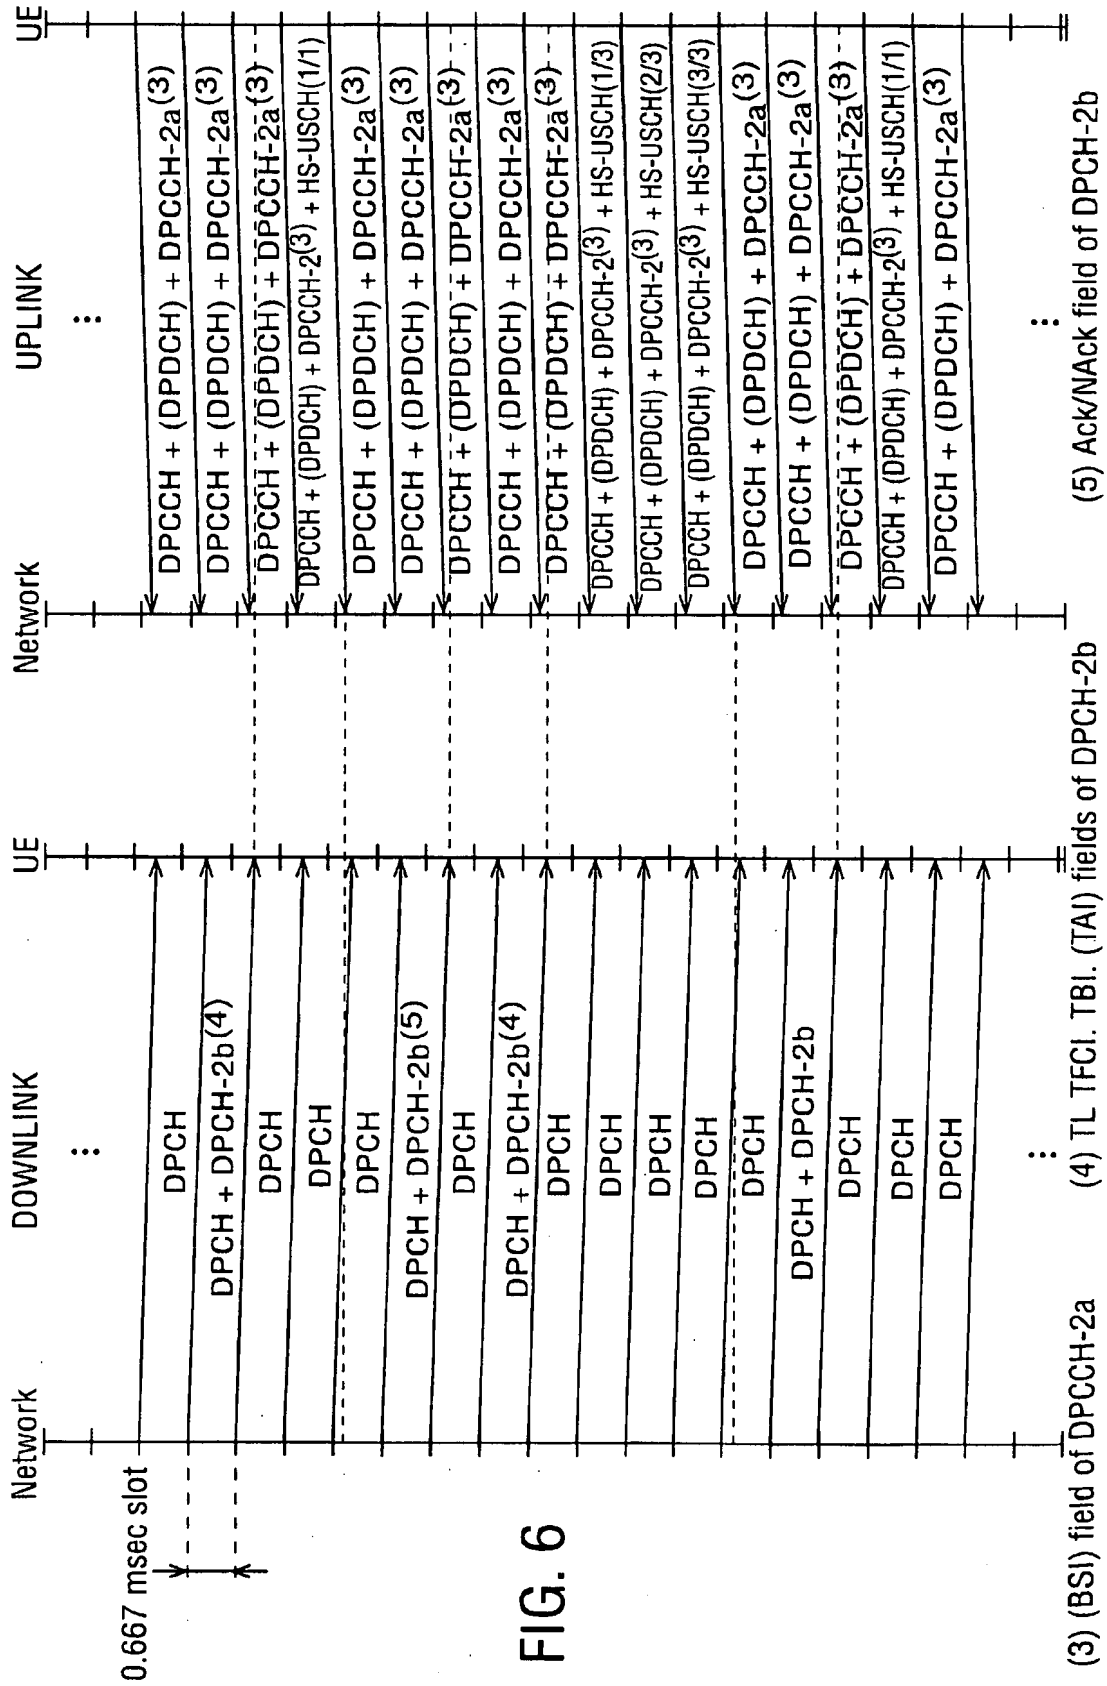 DOWNLINK
UPLINK
Network
UE
Network
UE
0.667 msec slot
...
DPCH
DPCH + DPCH-2b(4)
DPCH
DPCH
DPCH
DPCH + DPCH-2b(5)
DPCH
DPCH + DPCH-2b(4)
DPCH
DPCH
DPCH
DPCH
DPCH
DPCH + DPCH-2b
DPCH
DPCH
DPCH
...
...
DPCCH + (DPDCH) + DPCCH-2a(3)
DPCCH + (DPDCH) + DPCCH-2a(3)
DPCCH + (DPDCH) + DPCCH-2a(3)
DPCCH + (DPDCH) + DPCCH-2(3) + HS-USCH(1/1)
DPCCH + (DPDCH) + DPCCH-2a(3)
DPCCH + (DPDCH) + DPCCH-2a(3)
DPCCH + (DPDCH) + DPCCH-2a(3)
DPCCH + (DPDCH) + DPCCH-2a(3)
DPCCH + (DPDCH) + DPCCH-2a(3)
DPCCH + (DPDCH) + DPCCH-2(3) + HS-USCH(1/3)
DPCCH + (DPDCH) + DPCCH-2(3) + HS-USCH(2/3)
DPCCH + (DPDCH) + DPCCH-2(3) + HS-USCH(3/3)
DPCCH + (DPDCH) + DPCCH-2a(3)
DPCCH + (DPDCH) + DPCCH-2a(3)
DPCCH + (DPDCH) + DPCCH-2a(3)
DPCCH + (DPDCH) + DPCCH-2(3) + HS-USCH(1/1)
DPCCH + (DPDCH) + DPCCH-2a(3)
...
FIG. 6
(3) (BSI) field of DPCCH-2a
(4) TL TFCI. TBI. (TAI) fields of DPCH-2b
(5) Ack/NAck field of DPCH-2b